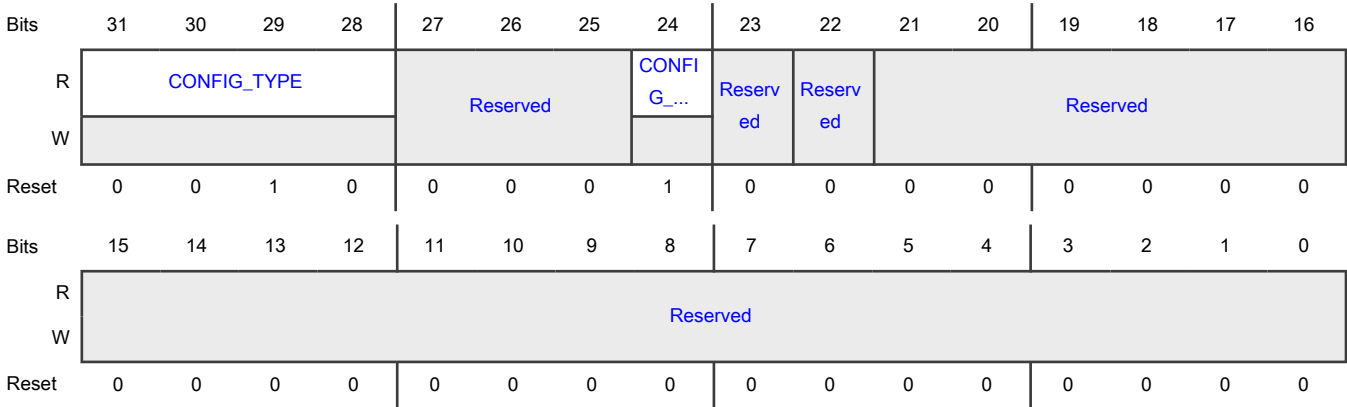 Bits 31 30 29 28 27 26 25 24 23 22 21 20 19 18 17 16
R CONFIG_TYPE Reserved CONFI
G_... Reserv
ed Reserv
ed Reserved
W
Reset 0 0 1 0 0 0 0 1 0 0 0 0 0 0 0 0
Bits 15 14 13 12 11 10 9 8 7 6 5 4 3 2 1 0
R Reserved
W
Reset 0 0 0 0 0 0 0 0 0 0 0 0 0 0 0 0